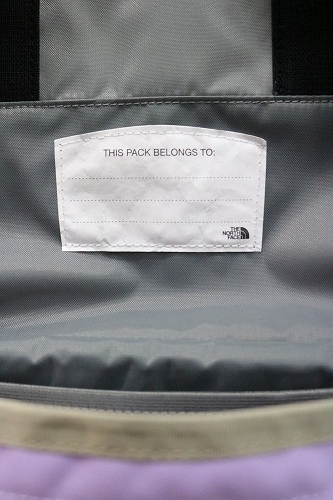 THIS PACK BELONGS TO:
THE
NORTH
FACE